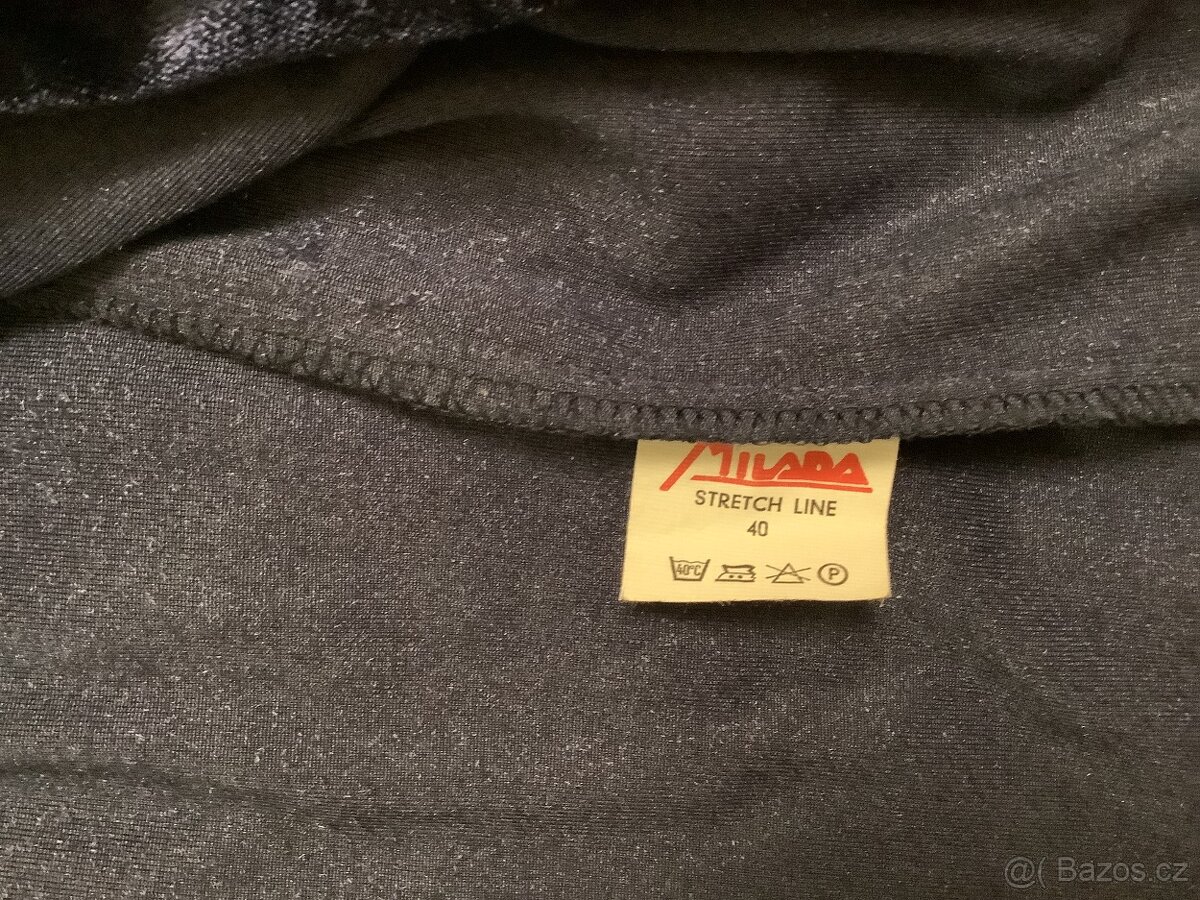 MILADA
STRETCH LINE
40
40°C
P
@( Bazos.cz